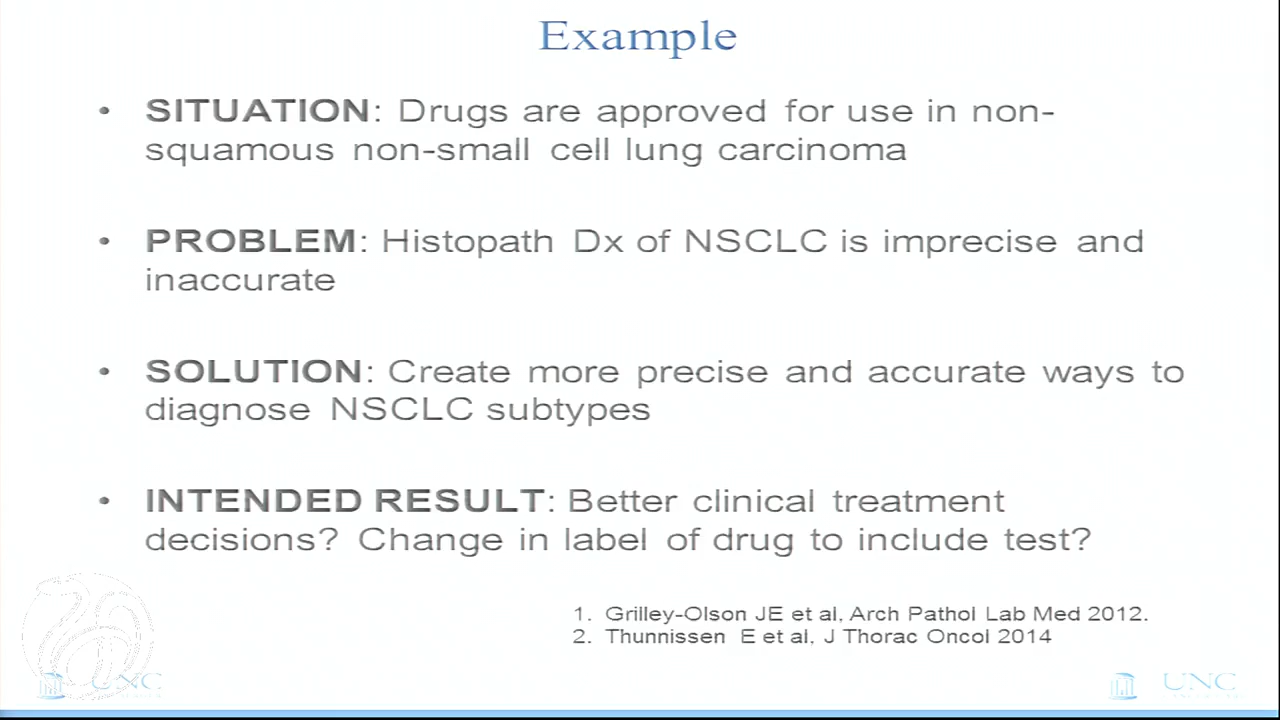 Example
• SITUATION: Drugs are approved for use in non-
squamous non-small cell lung carcinoma
• PROBLEM: Histopath Dx of NSCLC is imprecise and
inaccurate
• SOLUTION: Create more precise and accurate ways to
diagnose NSCLC subtypes
• INTENDED RESULT: Better clinical treatment
decisions? Change in label of drug to include test?
1. Grilley-Olson JE et al, Arch Pathol Lab Med 2012.
2. Thunnissen E et al, J Thorac Oncol 2014
UNC
UNC